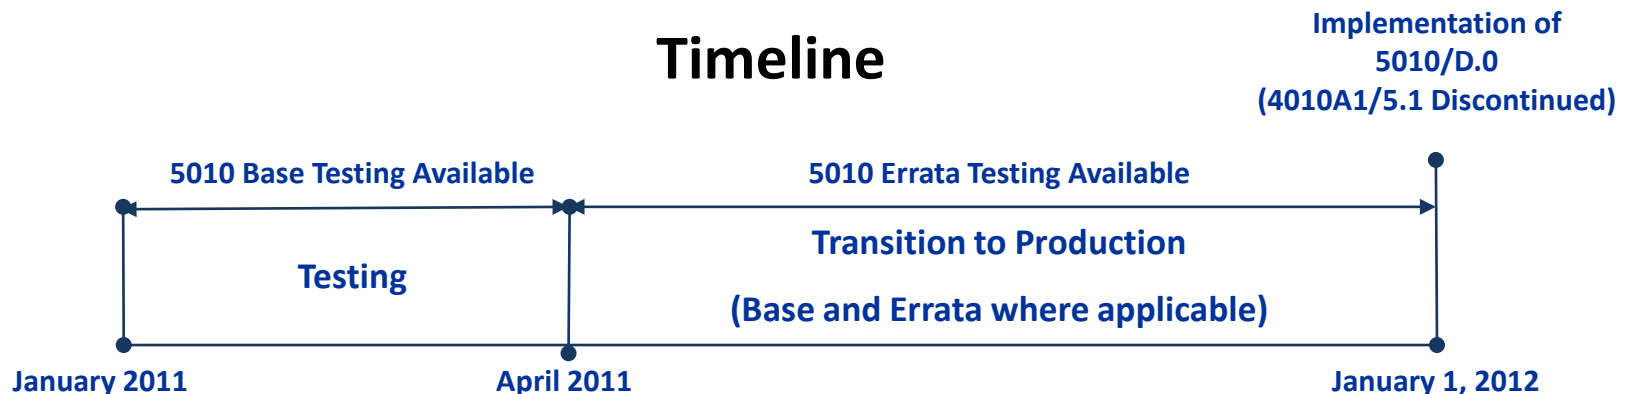 Timeline
Implementation of
5010/D.0
(4010A1/5.1 Discontinued)
5010 Base Testing Available
5010 Errata Testing Available
Testing
Transition to Production
(Base and Errata where applicable)
January 2011
April 2011
January 1, 2012